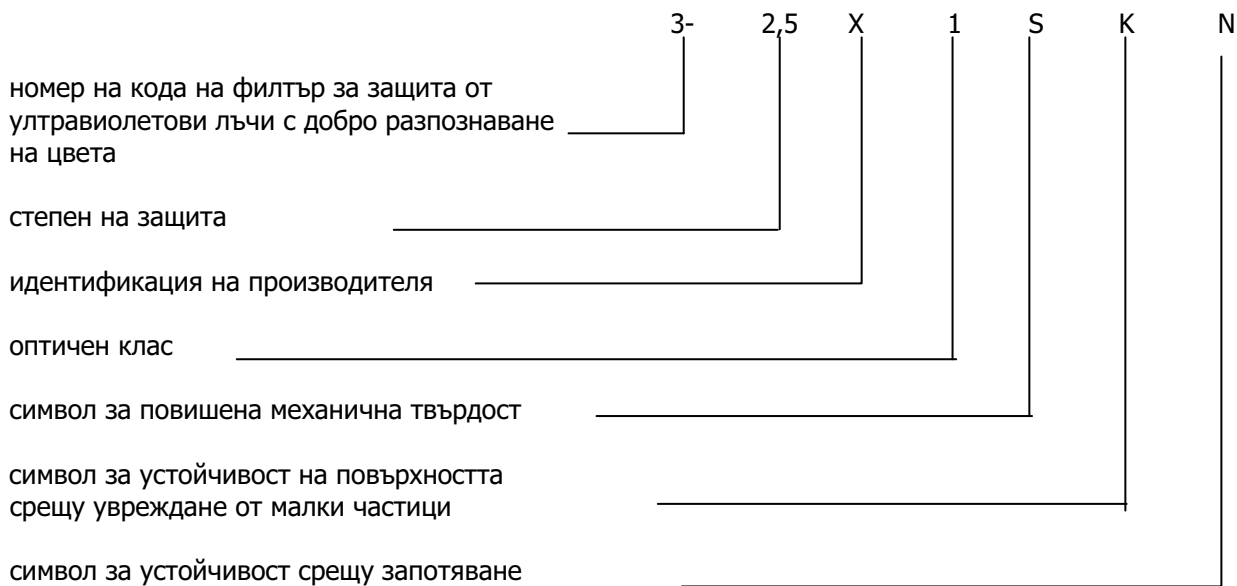 3- 2,5 X 1 S K N
номер на кода на филтър за защита от
ултравиолетови лъчи с добро разпознаване
на цвета
степен на защита
идентификация на производителя
оптичен клас
символ за повишена механична твърдост
символ за устойчивост на повърхността
срещу увреждане от малки частици
символ за устойчивост срещу запотяване